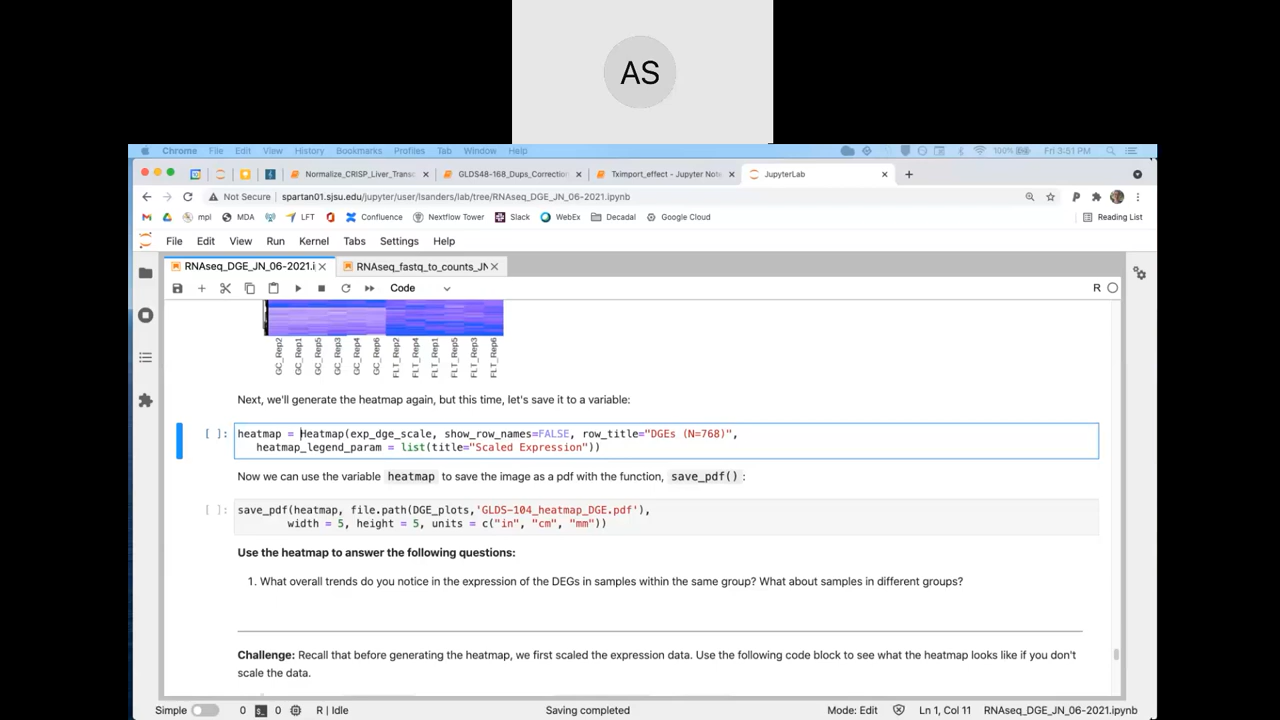 AS
Chrome File Edit View History Bookmarks Profiles Tab Window Help 100% Fri 3:51 PM
Normalize_CRISP_Liver_Transc GLDS48-168_Dups_Correction Tximport_effect - Jupyter Note JupyterLab
Not Secure spartan01.sjsu.edu/jupyter/user/lsanders/lab/tree/RNAseq_DGE_JN_06-2021.ipynb
mpl MDA LFT Confluence Nextflow Tower Slack WebEx Decadal Google Cloud Reading List
File Edit View Run Kernel Tabs Settings Help
RNAseq_DGE_JN_06-2021.i RNAseq_fastq_to_counts_JN
Code R
GC_Rep2 GC_Rep1 GC_Rep5 GC_Rep3 GC_Rep4 GC_Rep6 FLT_Rep2 FLT_Rep4 FLT_Rep1 FLT_Rep5 FLT_Rep3 FLT_Rep6
Next, we'll generate the heatmap again, but this time, let's save it to a variable:
[ ]: heatmap = Heatmap(exp_dge_scale, show_row_names=FALSE, row_title="DGEs (N=768)",
heatmap_legend_param = list(title="Scaled Expression"))
Now we can use the variable heatmap to save the image as a pdf with the function, save_pdf() :
[ ]: save_pdf(heatmap, file.path(DGE_plots,'GLDS-104_heatmap_DGE.pdf'),
width = 5, height = 5, units = c("in", "cm", "mm"))
Use the heatmap to answer the following questions:
1. What overall trends do you notice in the expression of the DEGs in samples within the same group? What about samples in different groups?
Challenge: Recall that before generating the heatmap, we first scaled the expression data. Use the following code block to see what the heatmap looks like if you don't
scale the data.
Simple 0 $_ 0 R | Idle Saving completed Mode: Edit Ln 1, Col 11 RNAseq_DGE_JN_06-2021.ipynb